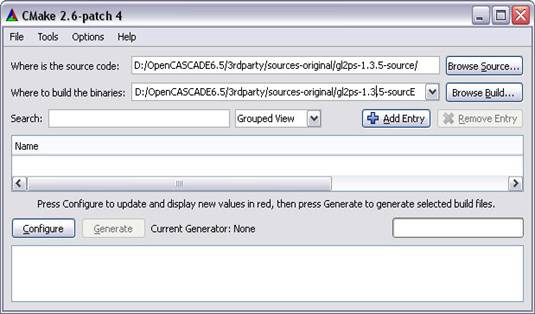 CMake 2.6-patch 4
File Tools Options Help
Where is the source code: D:/OpenCASCADE6.5/3rdparty/sources-original/gl2ps-1.3.5-source/ Browse Source...
Where to build the binaries: D:/OpenCASCADE6.5/3rdparty/sources-original/gl2ps-1.3.5-sourcE Browse Build...
Search: Grouped View Add Entry Remove Entry
Name
Press Configure to update and display new values in red, then press Generate to generate selected build files.
Configure Generate Current Generator: None